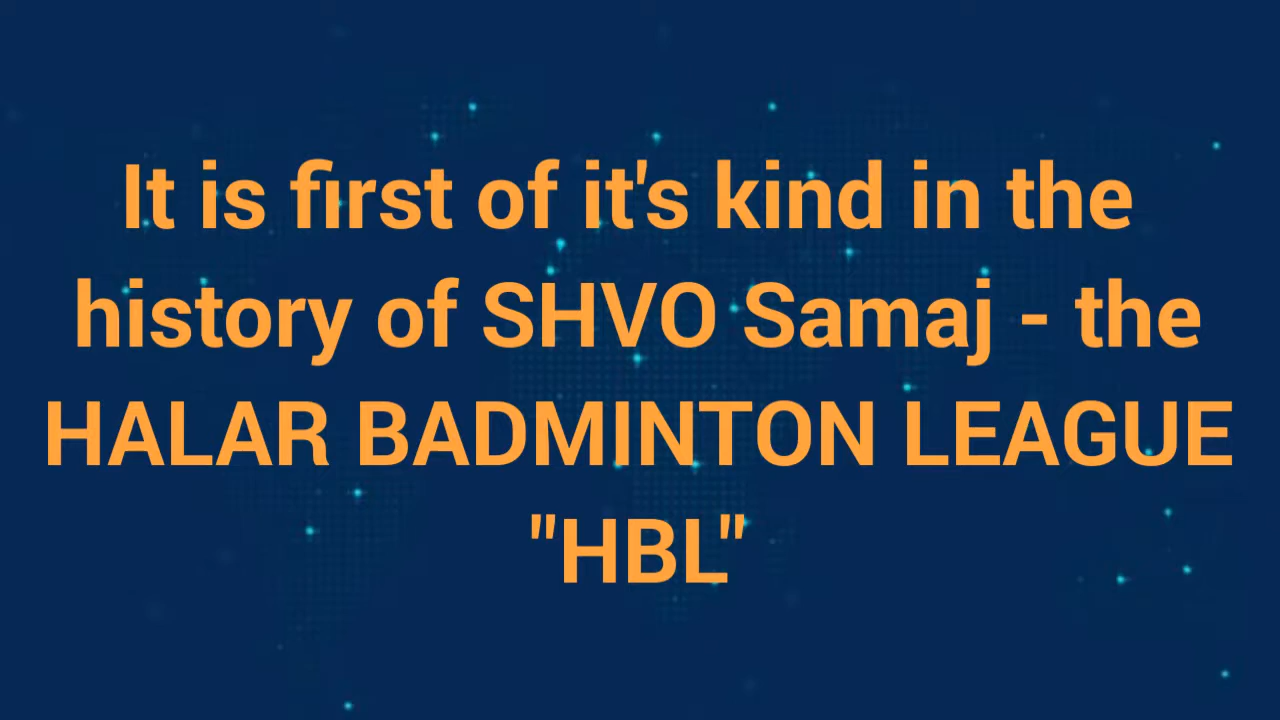 It is first of it's kind in the
history of SHVO Samaj - the
HALAR BADMINTON LEAGUE
"HBL"